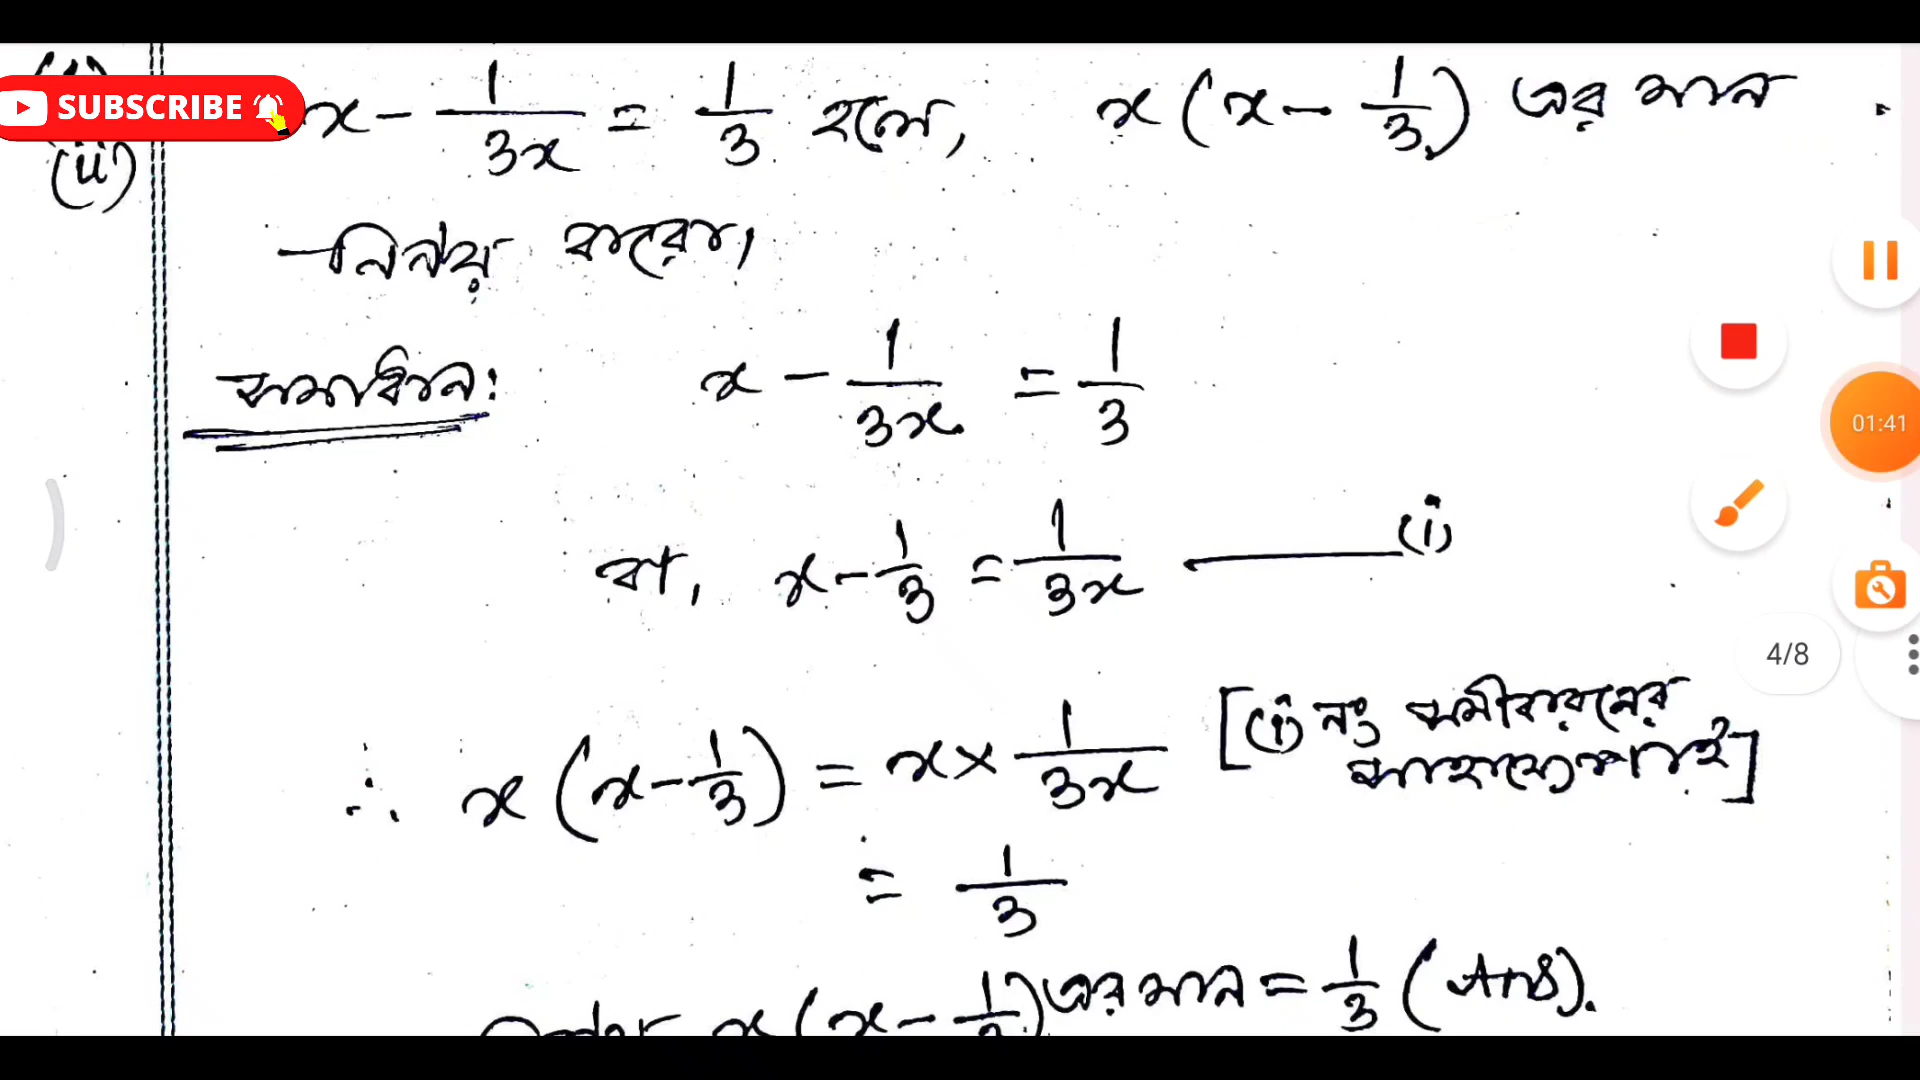 (i)
SUBSCRIBE
(ii) x - 1/3x = 1/3 হলে, x(x - 1/3) এর মান
নির্ণয় করো।
সমাধান: x - 1/3x = 1/3
বা, x - 1/3 = 1/3x ——— (i)
∴ x(x - 1/3) = x × 1/3x [(i) নং সমীকরনের
সাহায্যে পাই]
= 1/3
x(x - 1/3) এর মান = 1/3 (Ans).
01:41
4/8